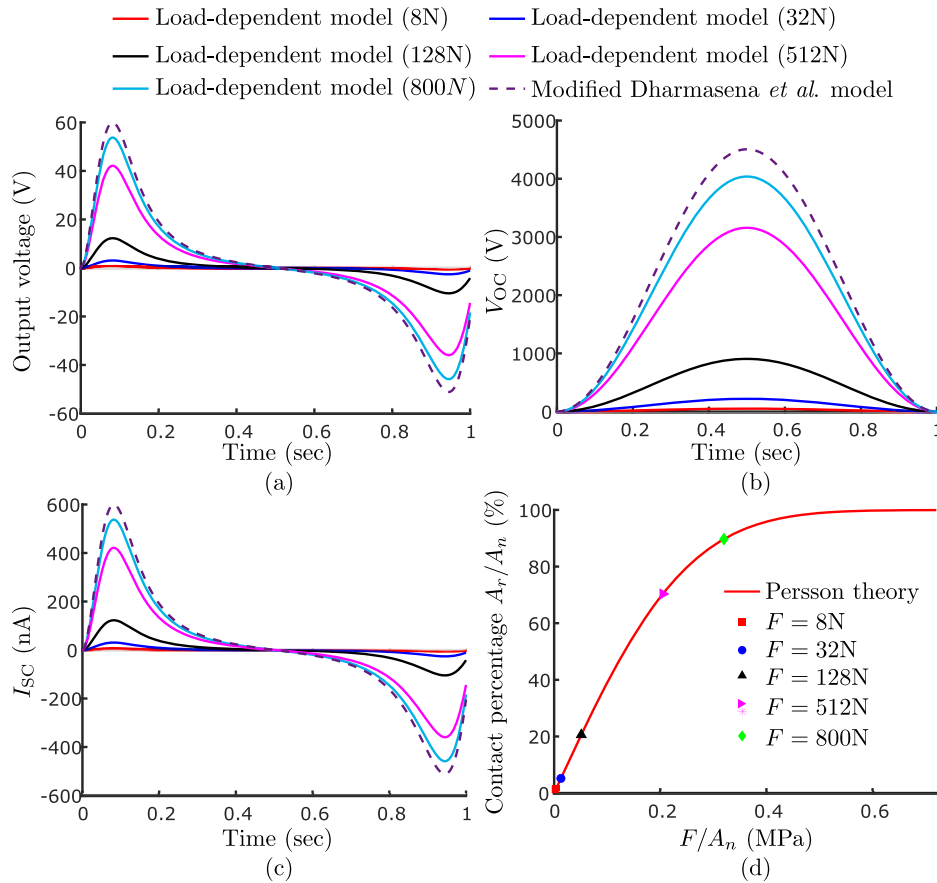 Load-dependent model (8N)
Load-dependent model (32N)
Load-dependent model (128N)
Load-dependent model (512N)
Load-dependent model (800N)
Modified Dharmasena et al. model
Output voltage (V)
60
40
20
0
-20
-40
-60
0
0.2
0.4
0.6
0.8
1
Time (sec)
(a)
VOC (V)
5000
4000
3000
2000
1000
0
0
0.2
0.4
0.6
0.8
1
Time (sec)
(b)
ISC (nA)
600
400
200
0
-200
-400
-600
0
0.2
0.4
0.6
0.8
1
Time (sec)
(c)
Contact percentage Ar/An (%)
100
80
60
40
20
0
0
0.2
0.4
0.6
F/An (MPa)
(d)
Persson theory
F = 8N
F = 32N
F = 128N
F = 512N
F = 800N